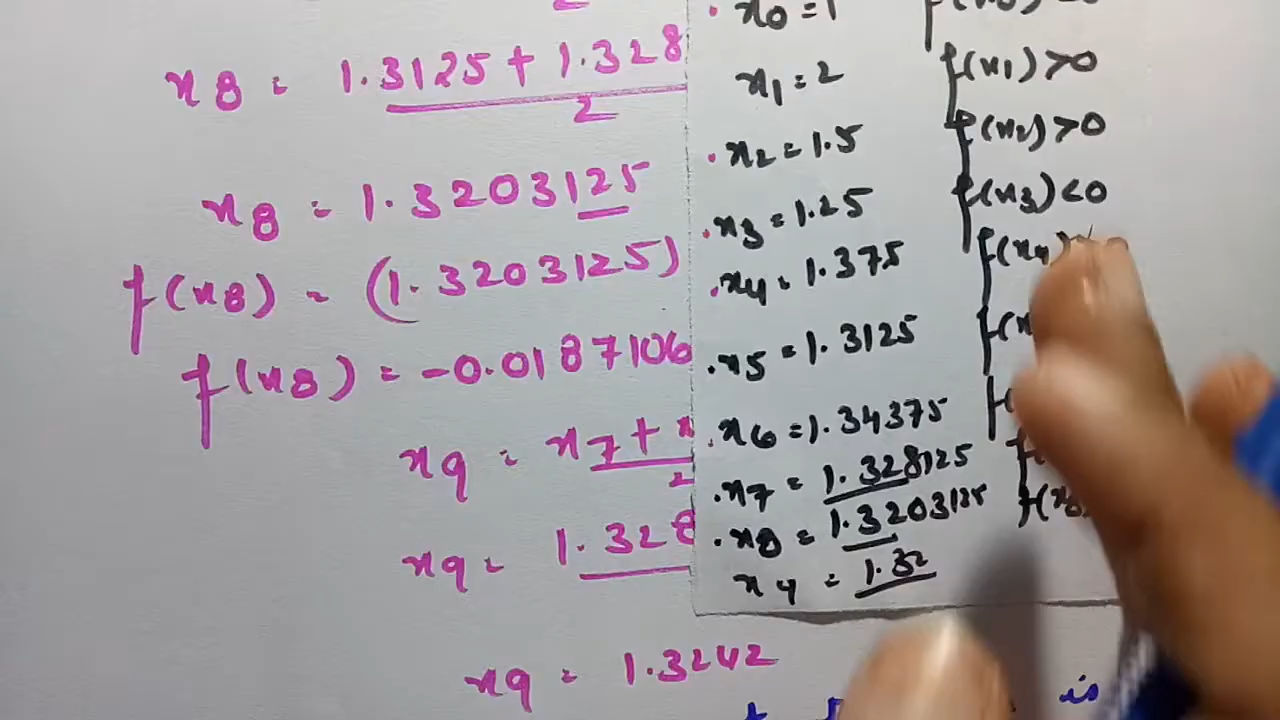 x8 = 1.3125 + 1.328
2
x8 = 1.3203125
f(x8) = (1.3203125)
f(x8) = -0.0187106
x9 = x7 +
2
x9 = 1.328
x9 = 1.3242
is
x0 = 1
x1 = 2 f(x1) > 0
x2 = 1.5 f(x2) > 0
x3 = 1.25 f(x3) < 0
x4 = 1.375 f(x4)
x5 = 1.3125
x6 = 1.34375
x7 = 1.328125
x8 = 1.3203125 f(x8)
x4 = 1.32